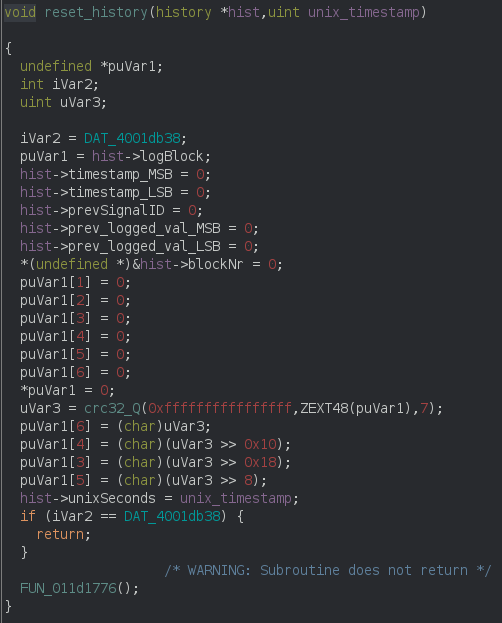 void reset_history(history *hist,uint unix_timestamp)
{
undefined *puVar1;
int iVar2;
uint uVar3;
iVar2 = DAT_4001db38;
puVar1 = hist->logBlock;
hist->timestamp_MSB = 0;
hist->timestamp_LSB = 0;
hist->prevSignalID = 0;
hist->prev_logged_val_MSB = 0;
hist->prev_logged_val_LSB = 0;
*(undefined *)&hist->blockNr = 0;
puVar1[1] = 0;
puVar1[2] = 0;
puVar1[3] = 0;
puVar1[4] = 0;
puVar1[5] = 0;
puVar1[6] = 0;
*puVar1 = 0;
uVar3 = crc32_Q(0xffffffffffffffff,ZEXT48(puVar1),7);
puVar1[6] = (char)uVar3;
puVar1[4] = (char)(uVar3 >> 0x10);
puVar1[3] = (char)(uVar3 >> 0x18);
puVar1[5] = (char)(uVar3 >> 8);
hist->unixSeconds = unix_timestamp;
if (iVar2 == DAT_4001db38) {
return;
}
/* WARNING: Subroutine does not return */
FUN_011d1776();
}